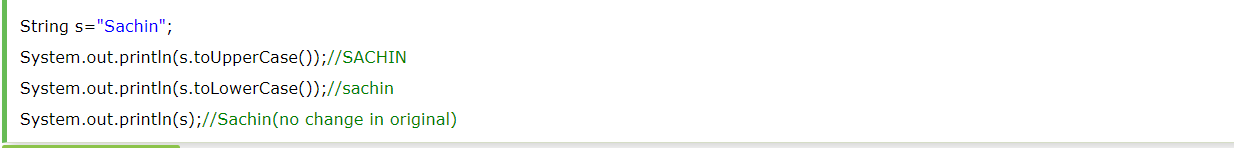 String s="Sachin";
System.out.println(s.toUpperCase());//SACHIN
System.out.println(s.toLowerCase());//sachin
System.out.println(s);//Sachin(no change in original)